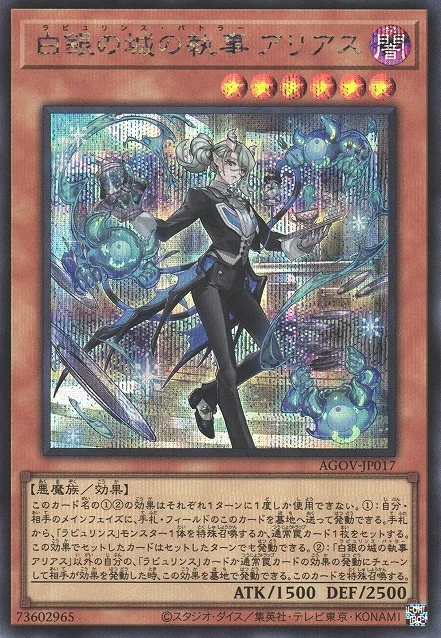 ラビュリンス・バトラー
白銀の城の執事 アリアス
闇
AGOV-JP017
【悪魔族／効果】
このカード名の①②の効果はそれぞれ1ターンに1度しか使用できない。①：自分・
相手のメインフェイズに、手札・フィールドのこのカードを墓地へ送って発動できる。手札
から、「ラビュリンス」モンスター1体を特殊召喚するか、通常罠カード1枚をセットする。
この効果でセットしたカードはセットしたターンでも発動できる。②：「白銀の城の執事
アリアス」以外の自分の、「ラビュリンス」カードか通常罠カードの効果の発動にチェーン
して相手が効果を発動した時、この効果を発動できる。このカードを特殊召喚する。
ATK/1500 DEF/2500
73602965
©スタジオ・ダイス／集英社・テレビ東京・KONAMI